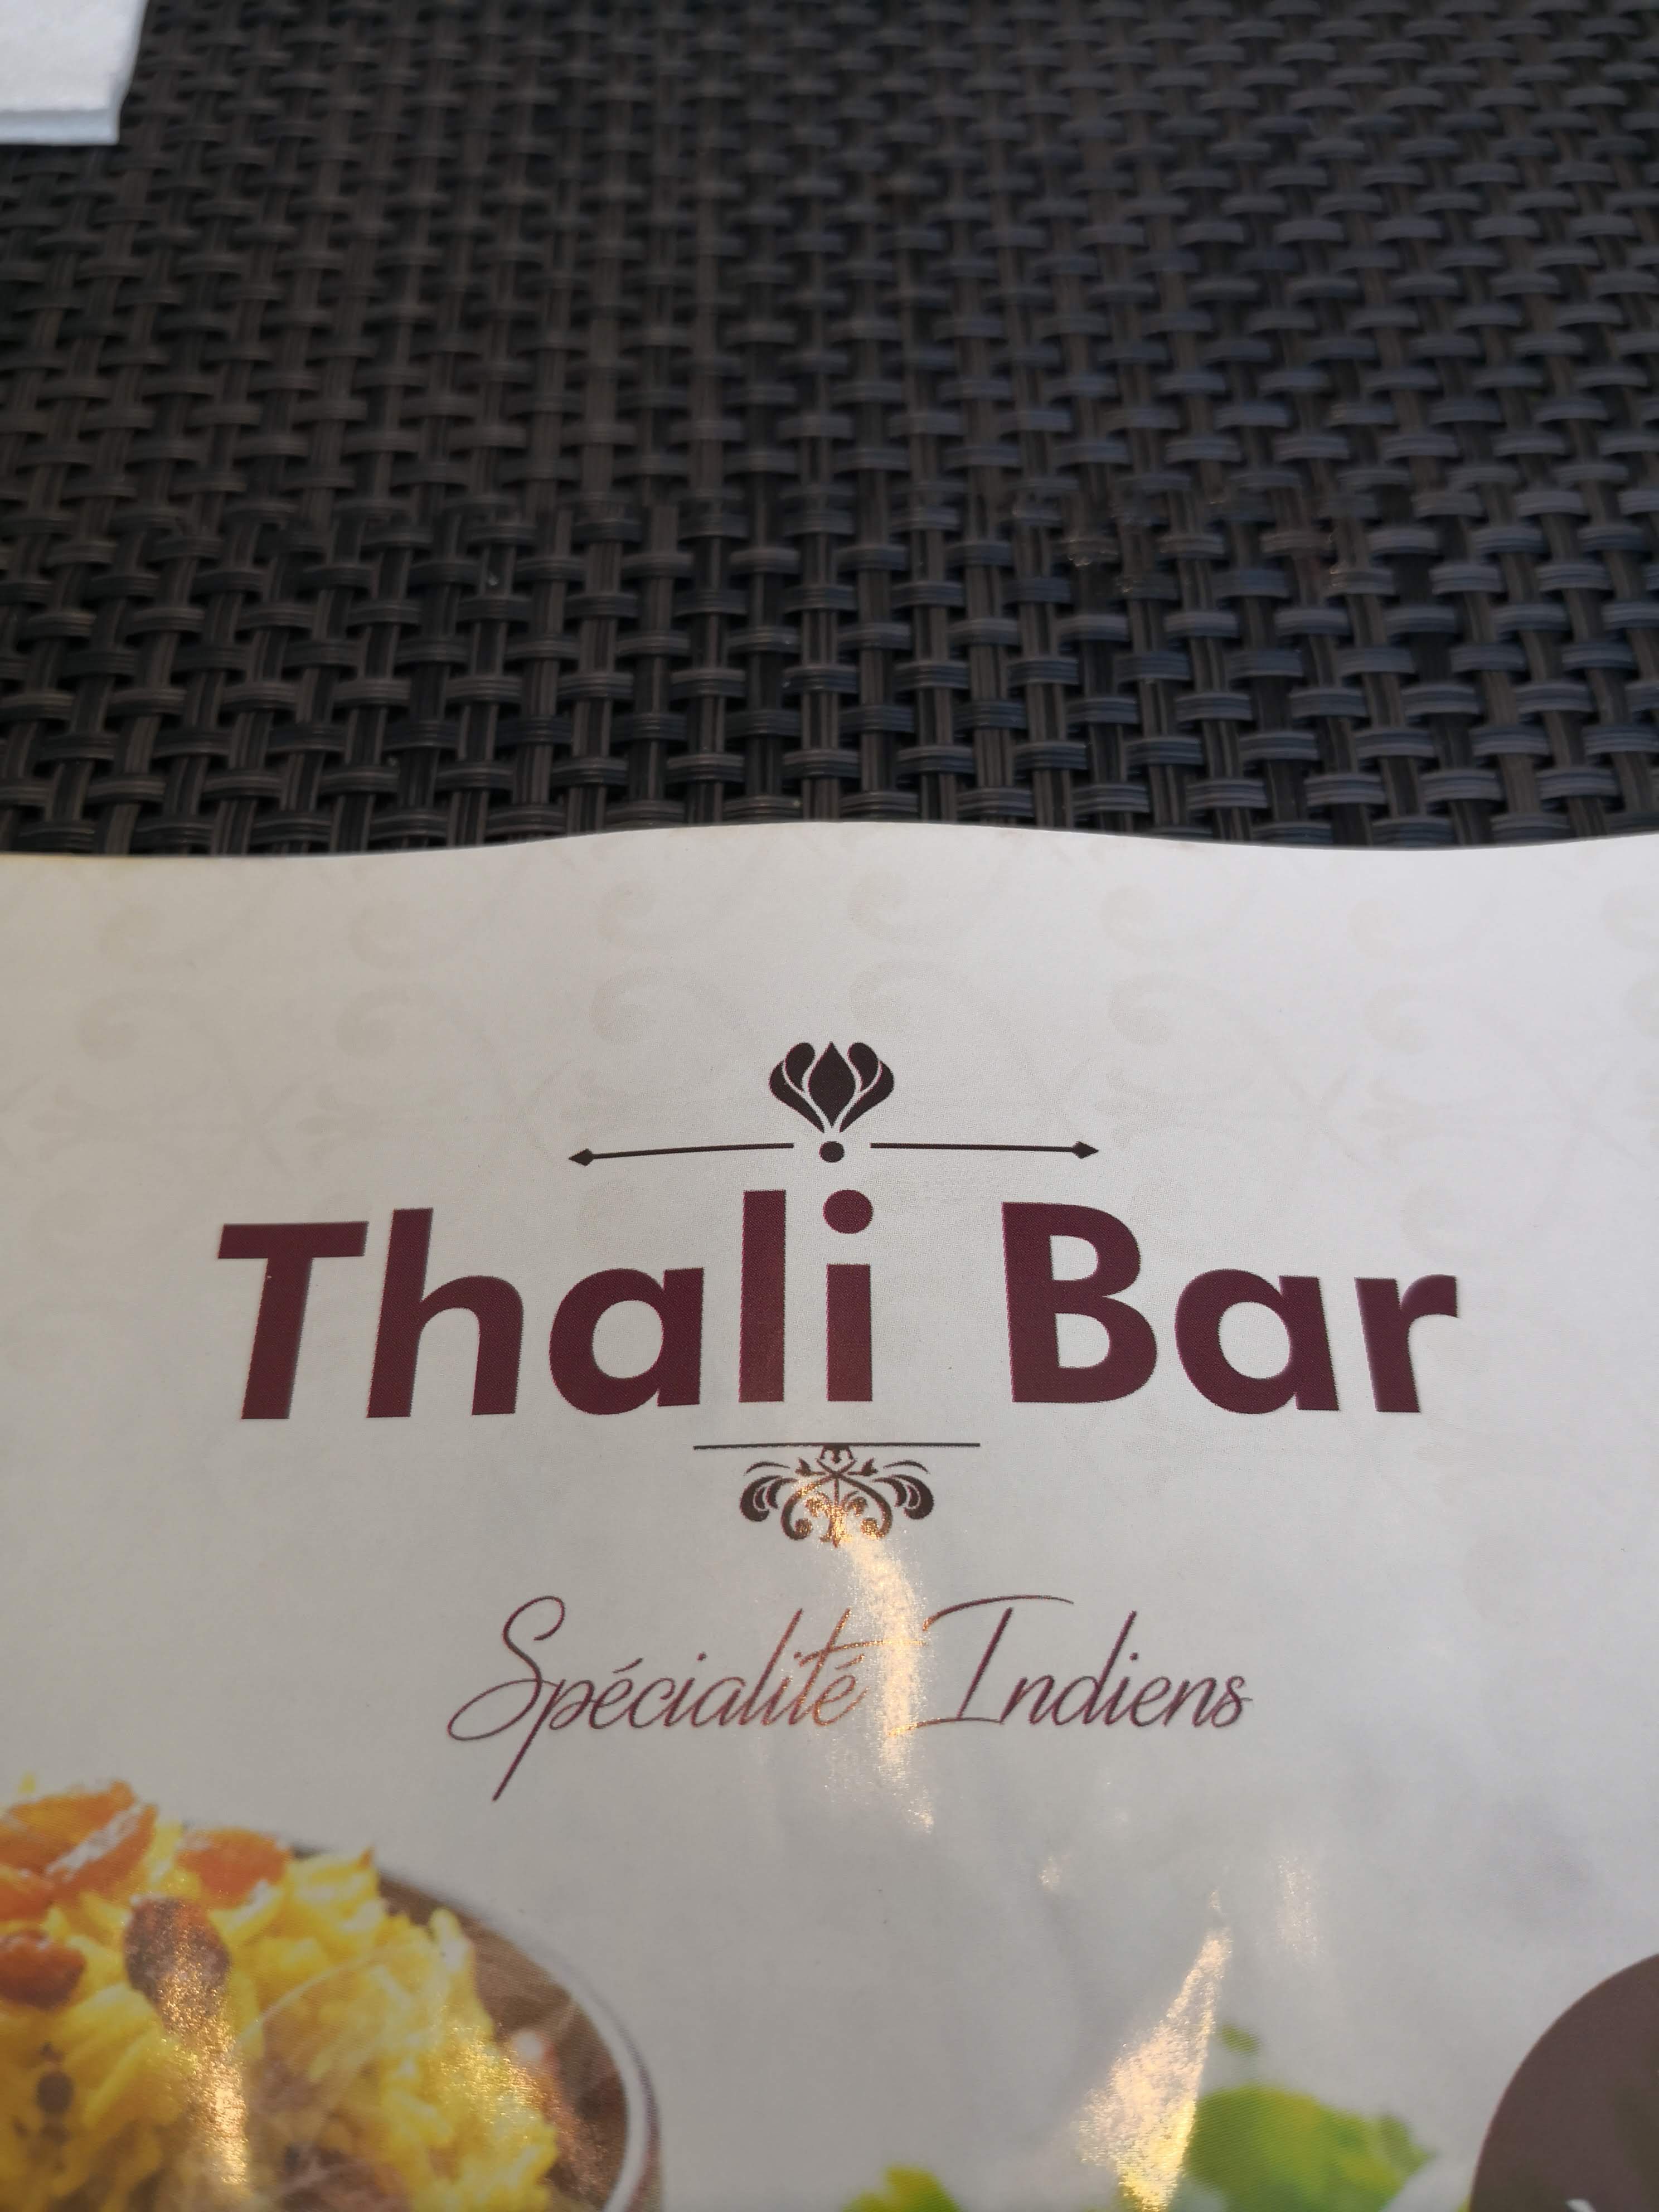 Thali Bar
Spécialité Indiens